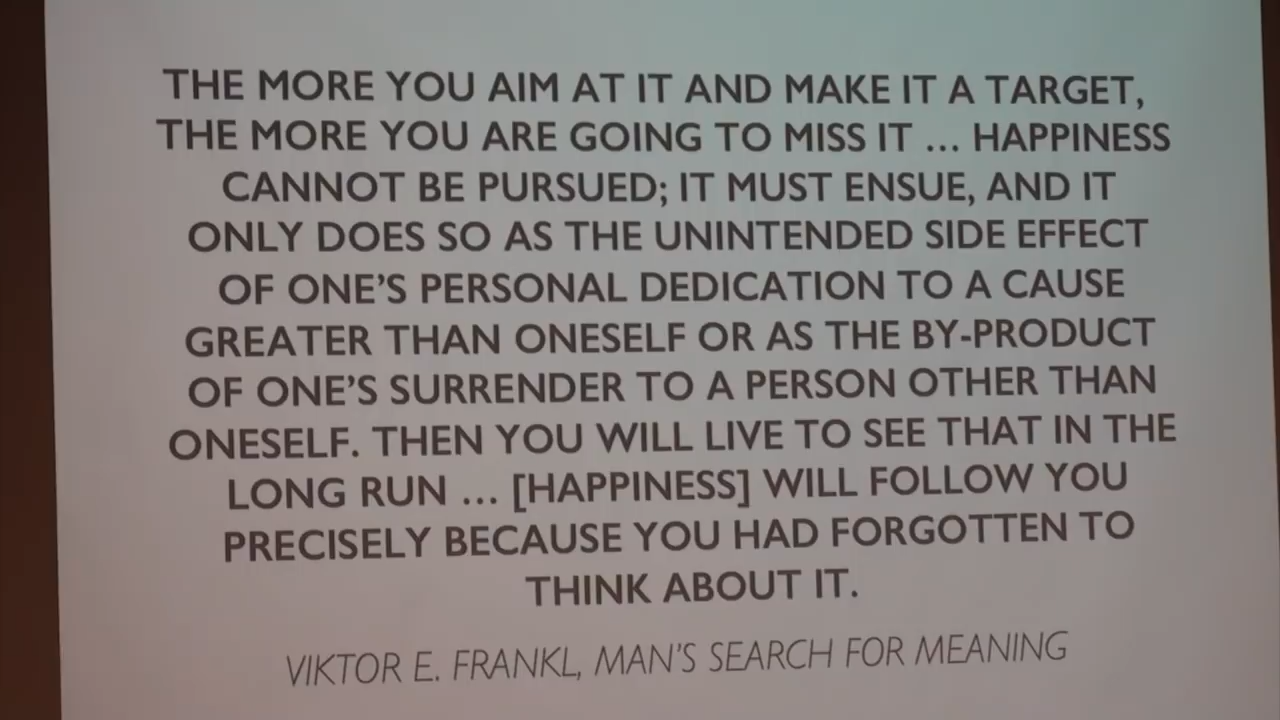 THE MORE YOU AIM AT IT AND MAKE IT A TARGET,
THE MORE YOU ARE GOING TO MISS IT ... HAPPINESS
CANNOT BE PURSUED; IT MUST ENSUE, AND IT
ONLY DOES SO AS THE UNINTENDED SIDE EFFECT
OF ONE'S PERSONAL DEDICATION TO A CAUSE
GREATER THAN ONESELF OR AS THE BY-PRODUCT
OF ONE'S SURRENDER TO A PERSON OTHER THAN
ONESELF. THEN YOU WILL LIVE TO SEE THAT IN THE
LONG RUN ... [HAPPINESS] WILL FOLLOW YOU
PRECISELY BECAUSE YOU HAD FORGOTTEN TO
THINK ABOUT IT.
VIKTOR E. FRANKL, MAN'S SEARCH FOR MEANING